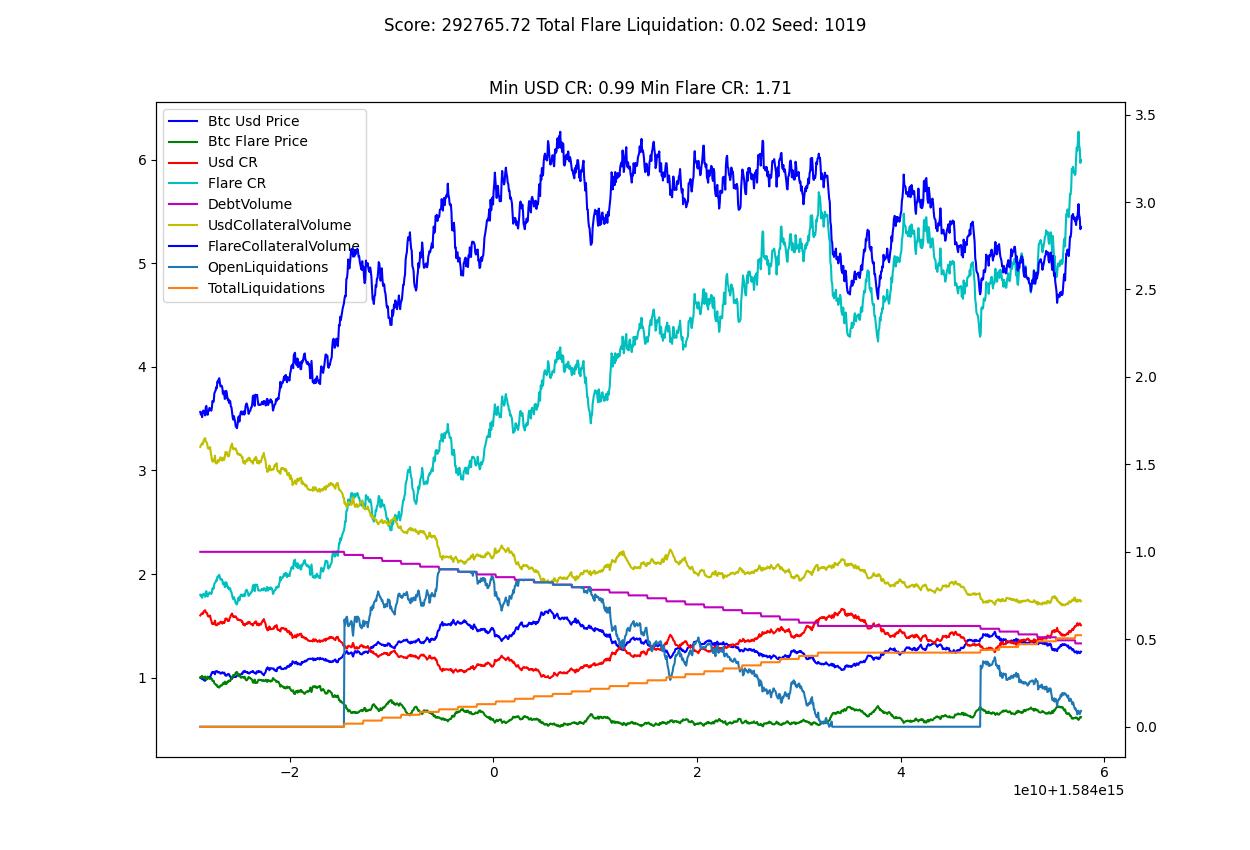 Score: 292765.72 Total Flare Liquidation: 0.02 Seed: 1019
Min USD CR: 0.99 Min Flare CR: 1.71
Btc Usd Price
Btc Flare Price
Usd CR
Flare CR
DebtVolume
UsdCollateralVolume
FlareCollateralVolume
OpenLiquidations
TotalLiquidations
6
5
4
3
2
1
3.5
3.0
2.5
2.0
1.5
1.0
0.5
0.0
−2
0
2
4
6
1e10+1.584e15